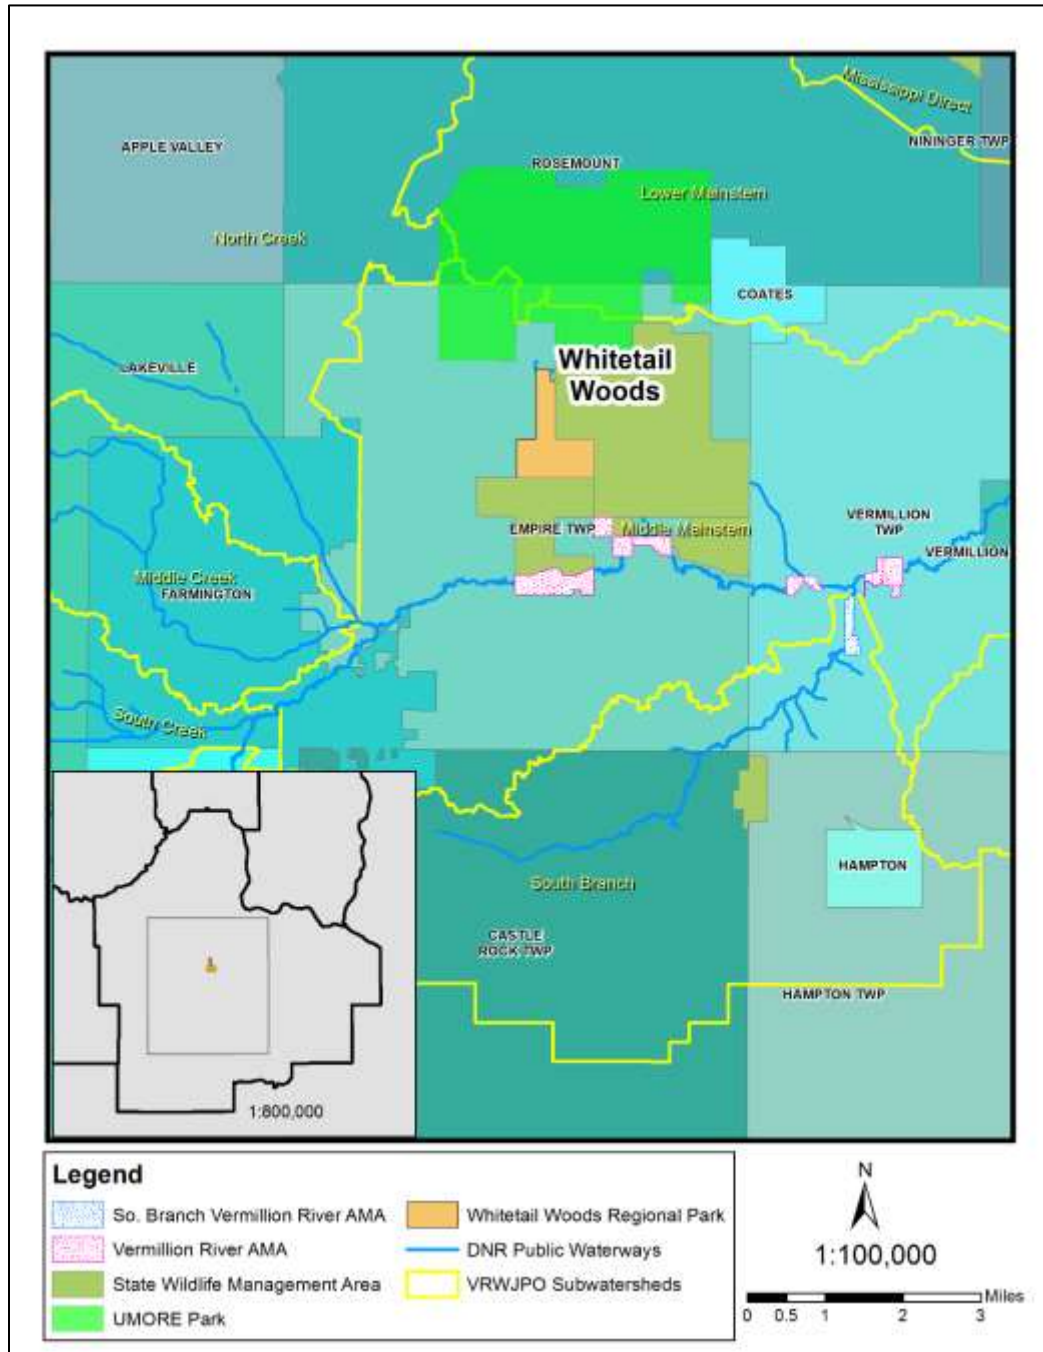 Mississippi Direct
APPLE VALLEY
NININGER TWP
ROSEMOUNT
Lower Mainstem
North Creek
COATES
Whitetail
Woods
LAKEVILLE
VERMILLION
TWP
EMPIRE TWP
Middle Mainstem
VERMILLION
Middle Creek
FARMINGTON
South Creek
HAMPTON
South Branch
CASTLE
ROCK TWP
HAMPTON TWP
1:800,000
Legend
So. Branch Vermillion River AMA
Vermillion River AMA
State Wildlife Management Area
UMORE Park
Whitetail Woods Regional Park
DNR Public Waterways
VRWJPO Subwatersheds
N
1:100,000
Miles
0 0.5 1 2 3